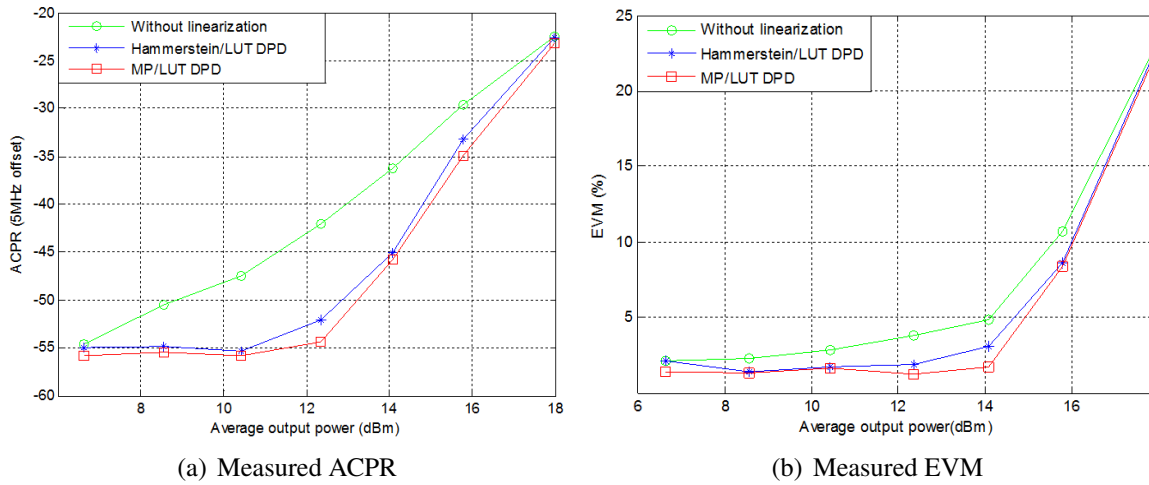 -20
-25
-30
-35
-40
-45
-50
-55
-60
ACPR (5MHz offset)
Without linearization
Hammerstein/LUT DPD
MP/LUT DPD
8 10 12 14 16 18
Average output power (dBm)
(a) Measured ACPR
25
20
15
10
5
EVM (%)
Without linearization
Hammerstein/LUT DPD
MP/LUT DPD
6 8 10 12 14 16
Average output power(dBm)
(b) Measured EVM